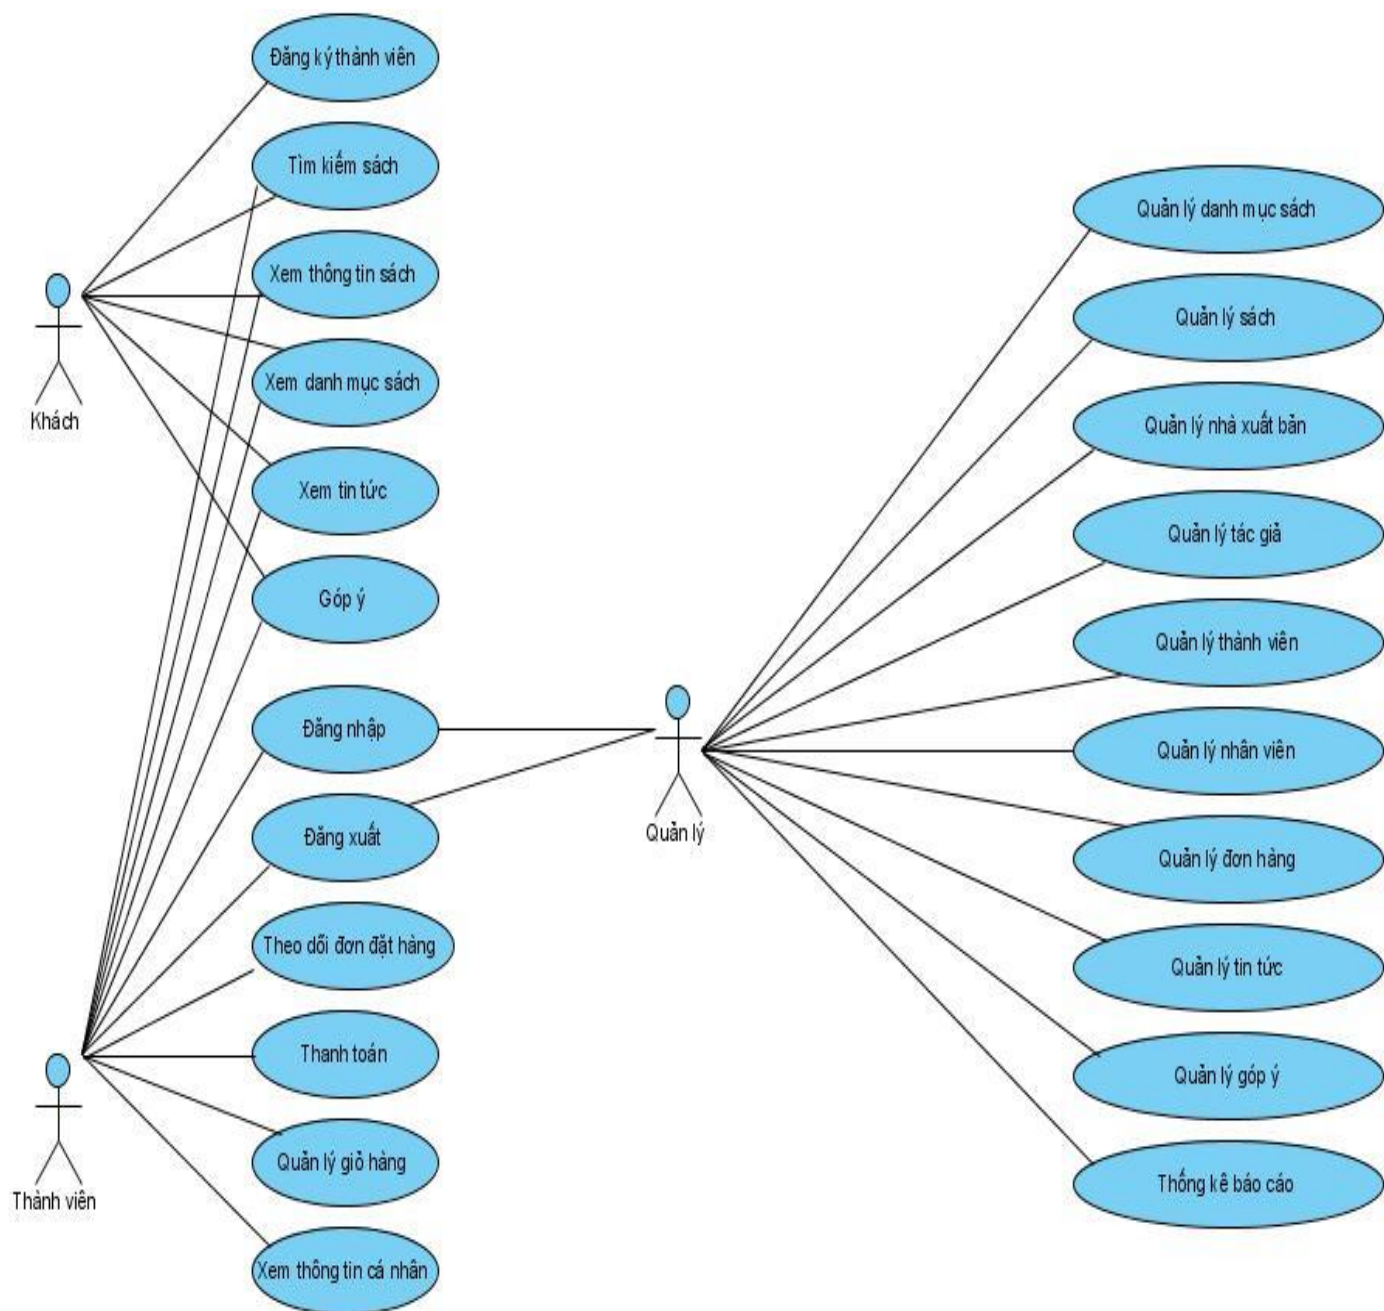 Đăng ký thành viên
Tìm kiếm sách
Xem thông tin sách
Xem danh mục sách
Khách
Xem tin tức
Góp ý
Đăng nhập
Đăng xuất
Theo dổi đơn đặt hàng
Thanh toán
Quản lý giỏ hàng
Thành viên
Xem thông tin cá nhân
Quản lý
Quản lý danh mục sách
Quản lý sách
Quản lý nhà xuất bản
Quản lý tác giả
Quản lý thành viên
Quản lý nhân viên
Quản lý đơn hàng
Quản lý tin tức
Quản lý góp ý
Thống kê báo cáo